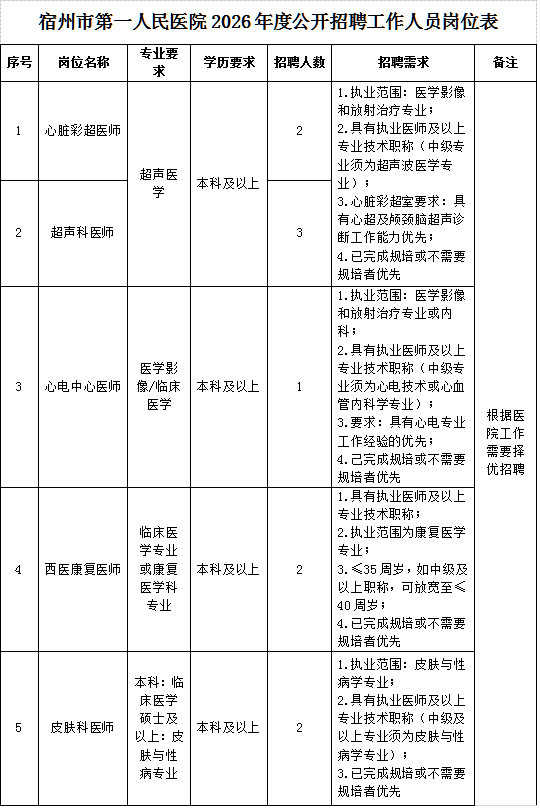 宿州市第一人民医院 2026 年度公开招聘工作人员岗位表
序号
岗位名称
专业要
求
学历要求
招聘人数
招聘需求
备注
1
心脏彩超医师
超声医
学
本科及以上
2
1.执业范围：医学影像
和放射治疗专业；
2.具有执业医师及以上
专业技术职称（中级专
业须为超声波医学专
业）；
3.心脏彩超室要求：具
有心超及颅颈脑超声诊
断工作能力优先；
4.已完成规培或不需要
规培者优先
2
超声科医师
3
3
心电中心医师
医学影
像/临床
医学
本科及以上
1
1.执业范围：医学影像
和放射治疗专业或内
科；
2.具有执业医师及以上
专业技术职称（中级专
业须为心电技术或心血
管内科学专业）；
3.要求：具有心电专业
工作经验的优先；
4.已完成规培或不需要
规培者优先
根据医
院工作
需要择
优招聘
4
西医康复医师
临床医
学专业
或康复
医学科
专业
本科及以上
2
1.具有执业医师及以上
专业技术职称；
2.执业范围为康复医学
专业；
3.≤35 周岁，如中级及
以上职称，可放宽至≤
40 周岁；
4.已完成规培或不需要
规培者优先
5
皮肤科医师
本科：临
床医学
硕士及
以上：皮
肤与性
病专业
本科及以上
2
1.执业范围：皮肤与性
病学专业；
2.具有执业医师及以上
专业技术职称（中级及
以上专业须为皮肤与性
病学专业）；
3.已完成规培或不需要
规培者优先